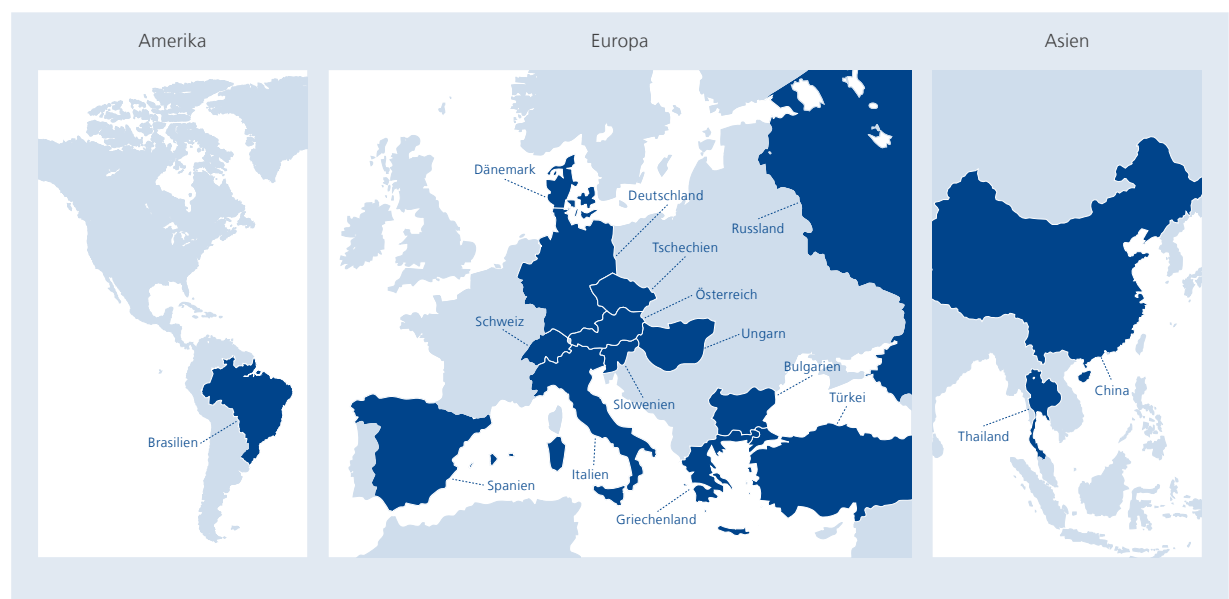 Amerika
Brasilien
Europa
Dänemark
Deutschland
Russland
Tschechien
Österreich
Schweiz
Ungarn
Bulgarien
Türkei
Slowenien
Italien
Spanien
Griechenland
Asien
China
Thailand